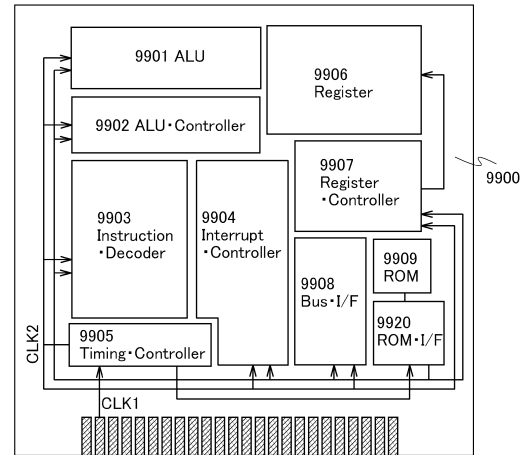 9901 ALU
9906
Register
9902 ALU・Controller
9907
Register
・Controller
9900
9903
Instruction
・Decoder
9904
Interrupt
・Controller
9908
Bus・I/F
9909
ROM
9920
ROM・I/F
9905
Timing・Controller
CLK2
CLK1